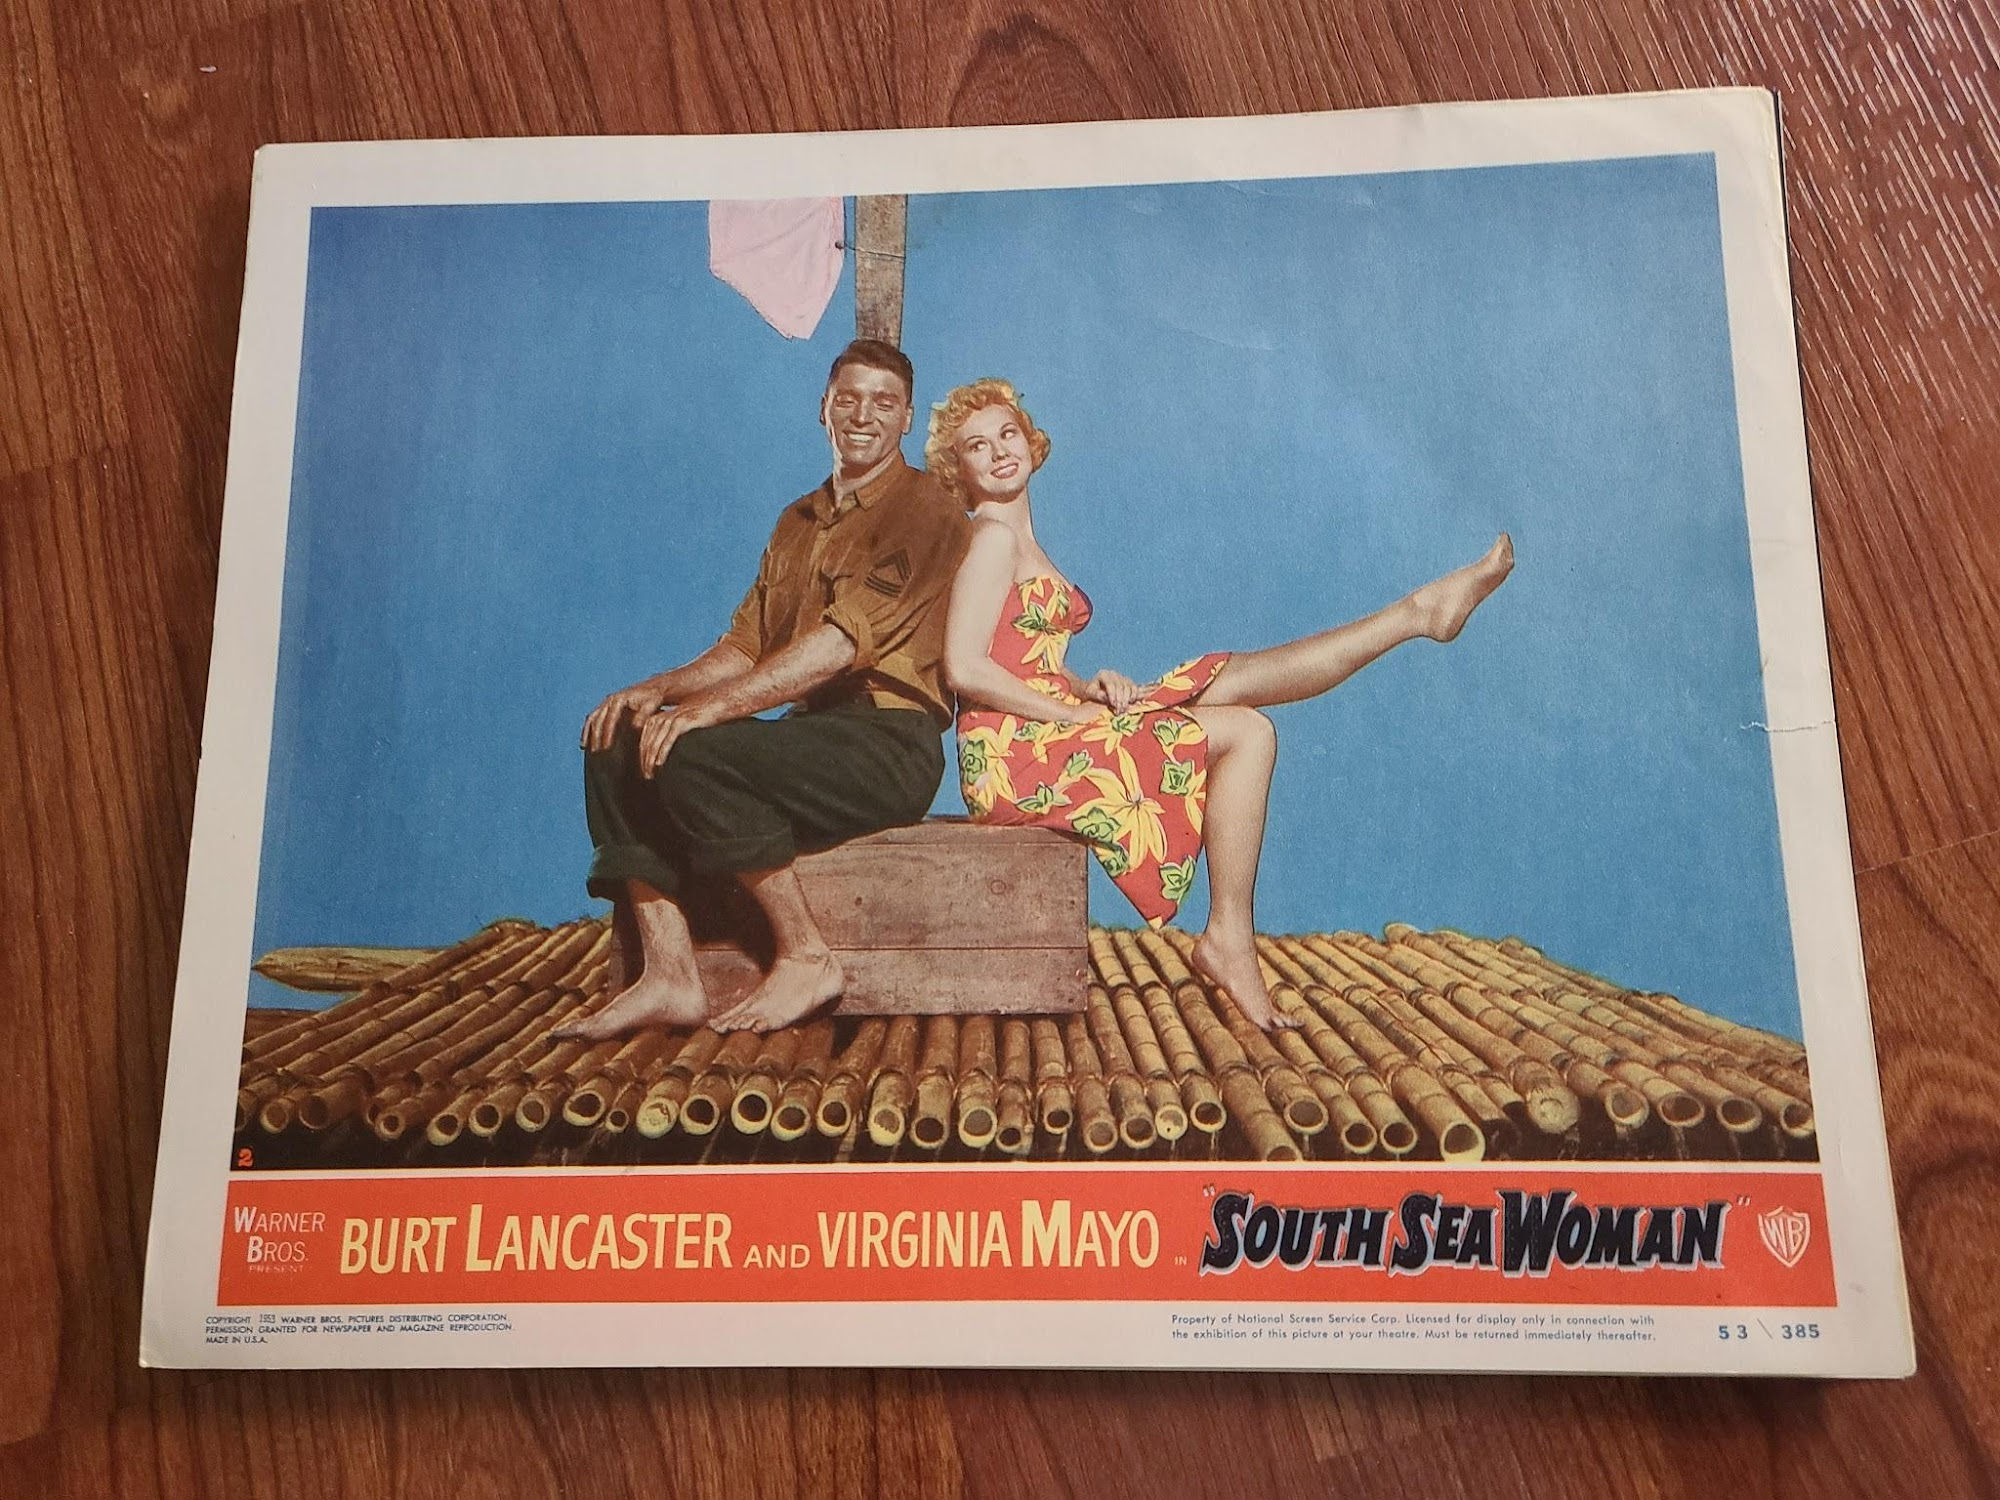 2
WARNER BROS. PRESENT BURT LANCASTER AND VIRGINIA MAYO IN "SOUTH SEA WOMAN" WB
COPYRIGHT 1953 WARNER BROS. PICTURES DISTRIBUTING CORPORATION
PERMISSION GRANTED FOR NEWSPAPER AND MAGAZINE REPRODUCTION.
MADE IN U.S.A.
Property of National Screen Service Corp. Licensed for display only in connection with
the exhibition of this picture at your theatre. Must be returned immediately thereafter.
53 \ 385